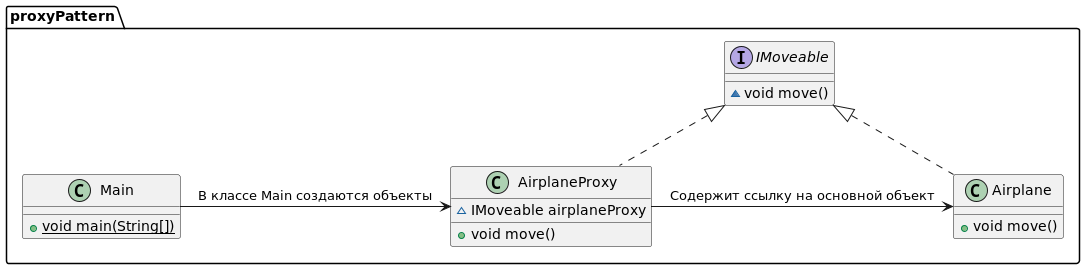 proxyPattern
I IMoveable
void move()
C Main
void main(String[])
В классе Main создаются объекты
C AirplaneProxy
IMoveable airplaneProxy
void move()
Содержит ссылку на основной объект
C Airplane
void move()